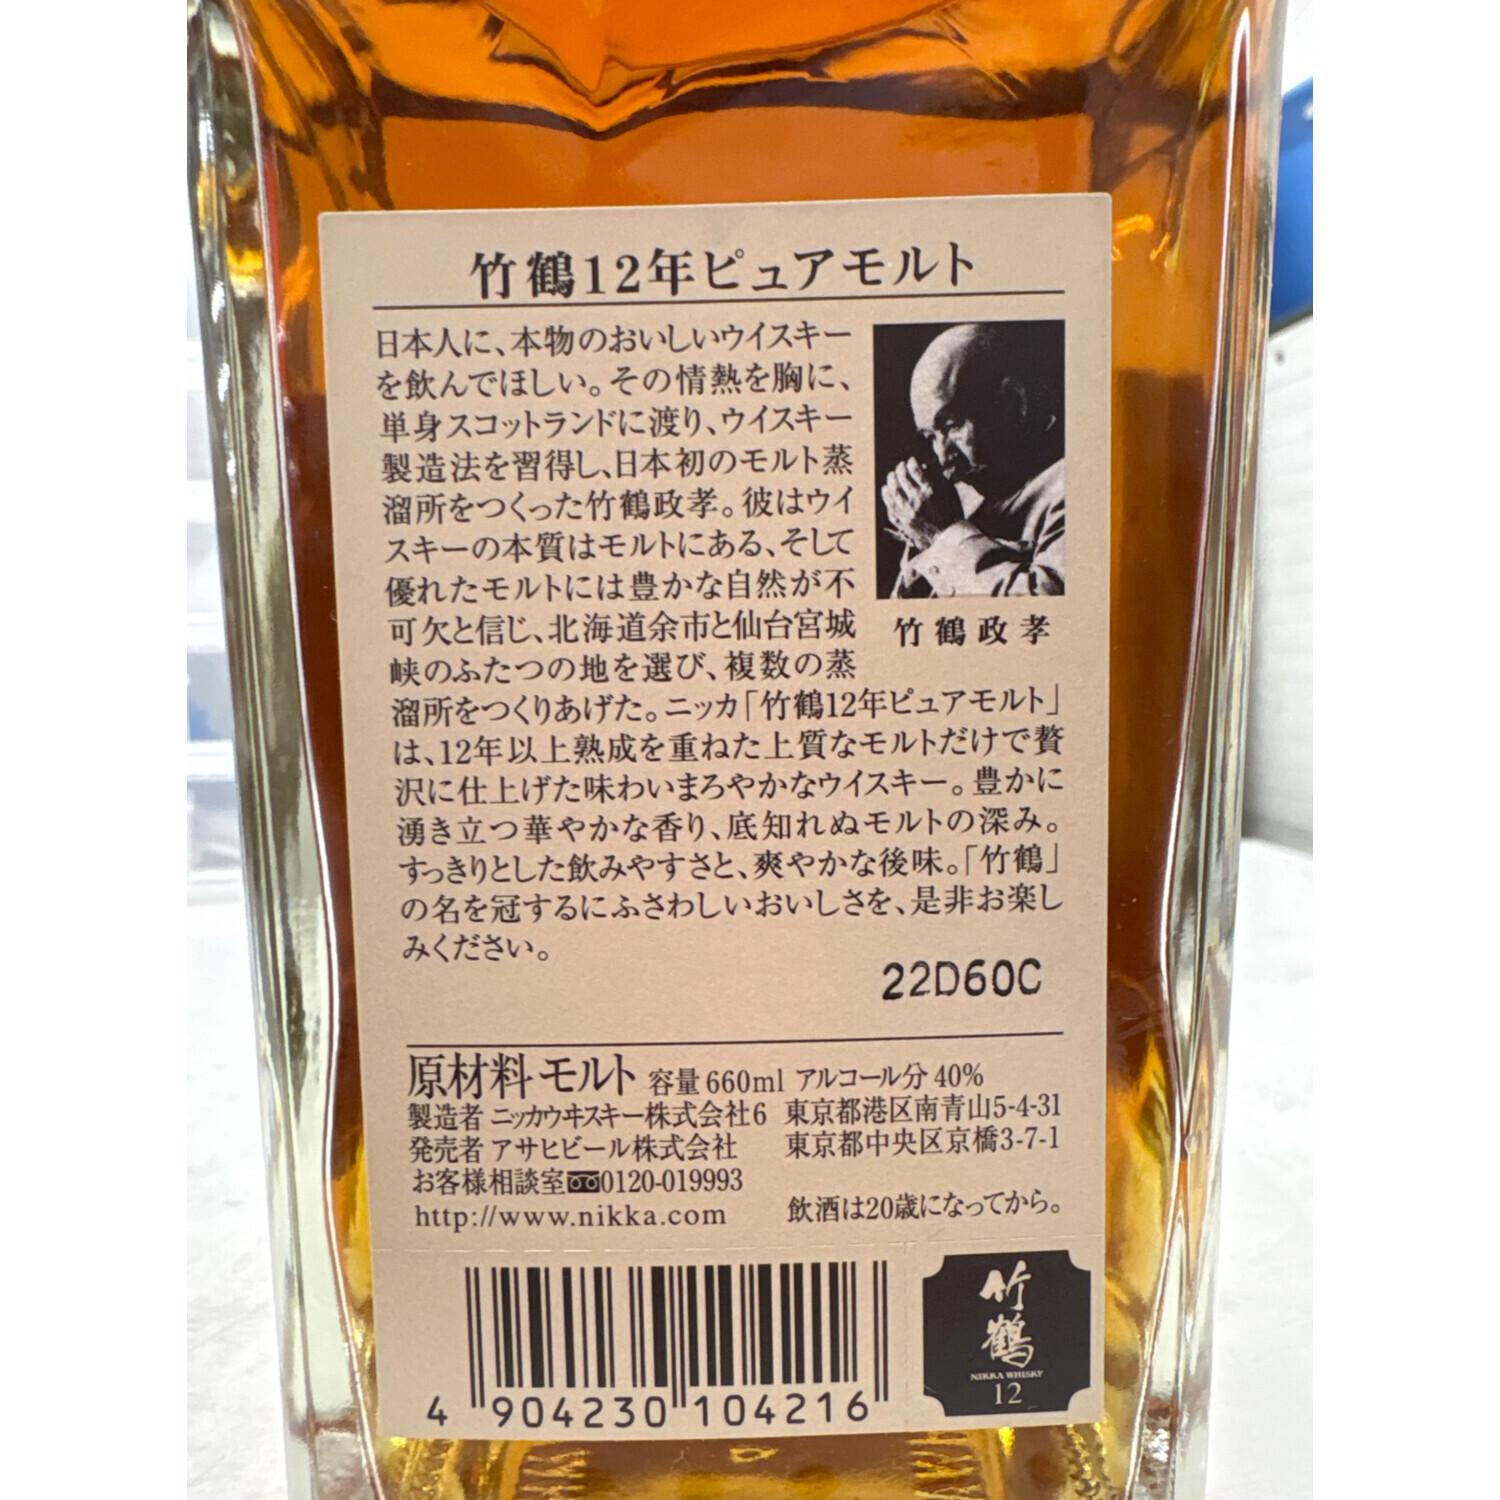 竹鶴12年ピュアモルト
日本人に、本物のおいしいウイスキー
を飲んでほしい。その情熱を胸に、
単身スコットランドに渡り、ウイスキー
製造法を習得し、日本初のモルト蒸
溜所をつくった竹鶴政孝。彼はウイ
スキーの本質はモルトにある、そして
優れたモルトには豊かな自然が不
可欠と信じ、北海道余市と仙台宮城
峡のふたつの地を選び、複数の蒸
溜所をつくりあげた。ニッカ「竹鶴12年ピュアモルト」
は、12年以上熟成を重ねた上質なモルトだけで贅
沢に仕上げた味わいまろやかなウイスキー。豊かに
湧き立つ華やかな香り、底知れぬモルトの深み。
すっきりとした飲みやすさと、爽やかな後味。「竹鶴」
の名を冠するにふさわしいおいしさを、是非お楽し
みください。
竹鶴政孝
22D60C
原材料 モルト 容量 660ml アルコール分 40%
製造者 ニッカウヰスキー株式会社6 東京都港区南青山5-4-31
発売者 アサヒビール株式会社 東京都中央区京橋3-7-1
お客様相談室 0120-019993
http://www.nikka.com 飲酒は20歳になってから。
4 904230 104216
竹鶴
NIKKA WHISKY
12